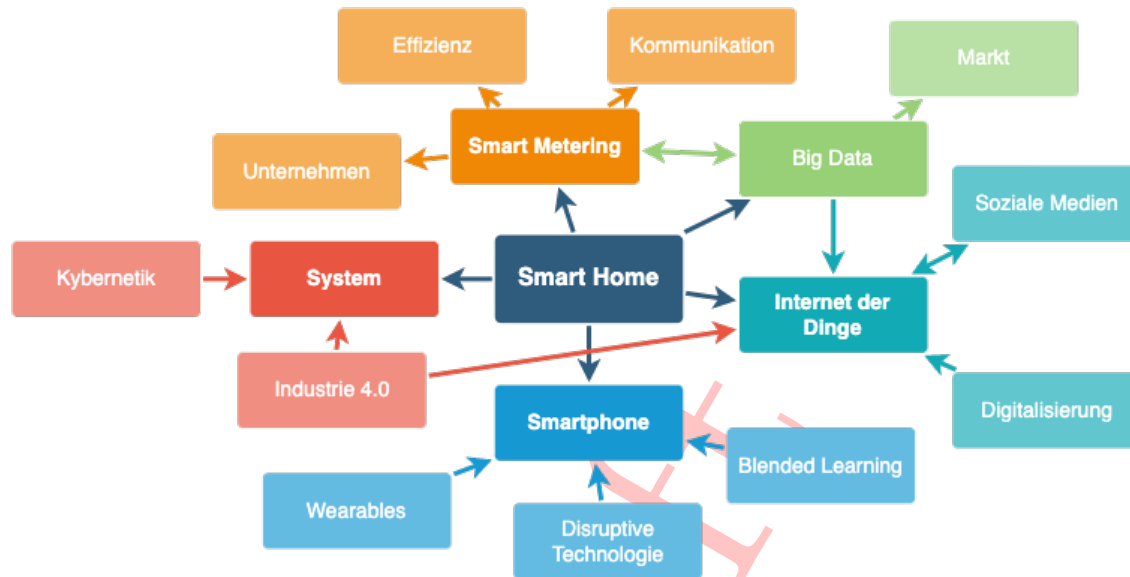 Effizienz
Kommunikation
Markt
Smart Metering
Big Data
Unternehmen
Soziale Medien
Kybernetik
System
Smart Home
Internet der
Dinge
Industrie 4.0
Smartphone
Digitalisierung
Blended Learning
Wearables
Disruptive
Technologie